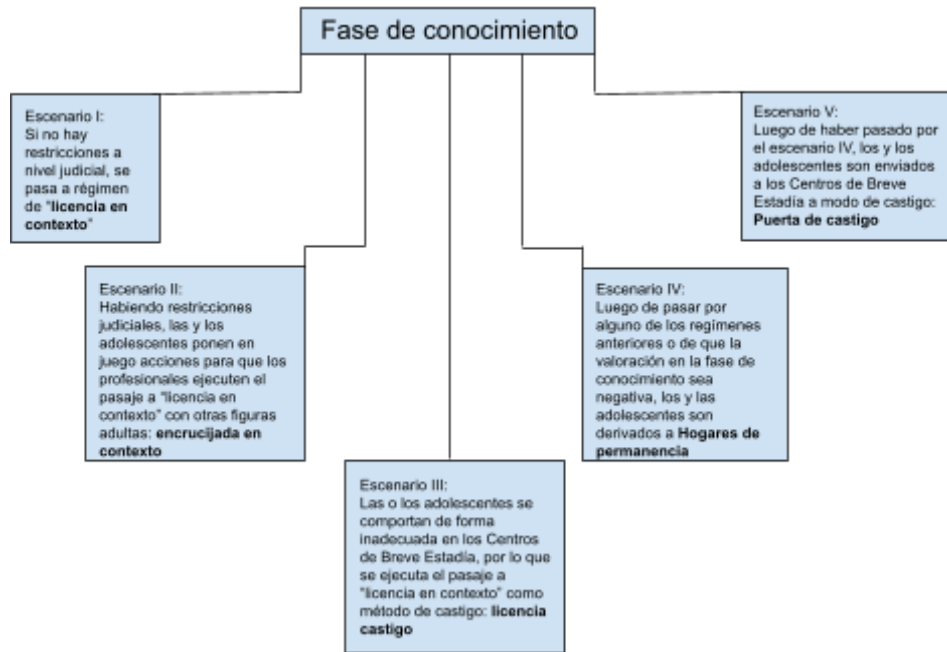 Fase de conocimiento
Escenario I:
Si no hay
restricciones a
nivel judicial, se
pasa a régimen
de "licencia en
contexto"
Escenario II:
Habiendo restricciones
judiciales, las y los
adolescentes ponen en
juego acciones para que los
profesionales ejecuten el
pasaje a "licencia en
contexto" con otras figuras
adultas: encrucijada en
contexto
Escenario III:
Las o los adolescentes se
comportan de forma
inadecuada en los Centros
de Breve Estadía, por lo que
se ejecuta el pasaje a
"licencia en contexto" como
método de castigo: licencia
castigo
Escenario IV:
Luego de pasar por
alguno de los regímenes
anteriores o de que la
valoración en la fase de
conocimiento sea
negativa, los y las
adolescentes son
derivados a Hogares de
permanencia
Escenario V:
Luego de haber pasado por
el escenario IV, los y los
adolescentes son enviados
a los Centros de Breve
Estadía a modo de castigo:
Puerta de castigo